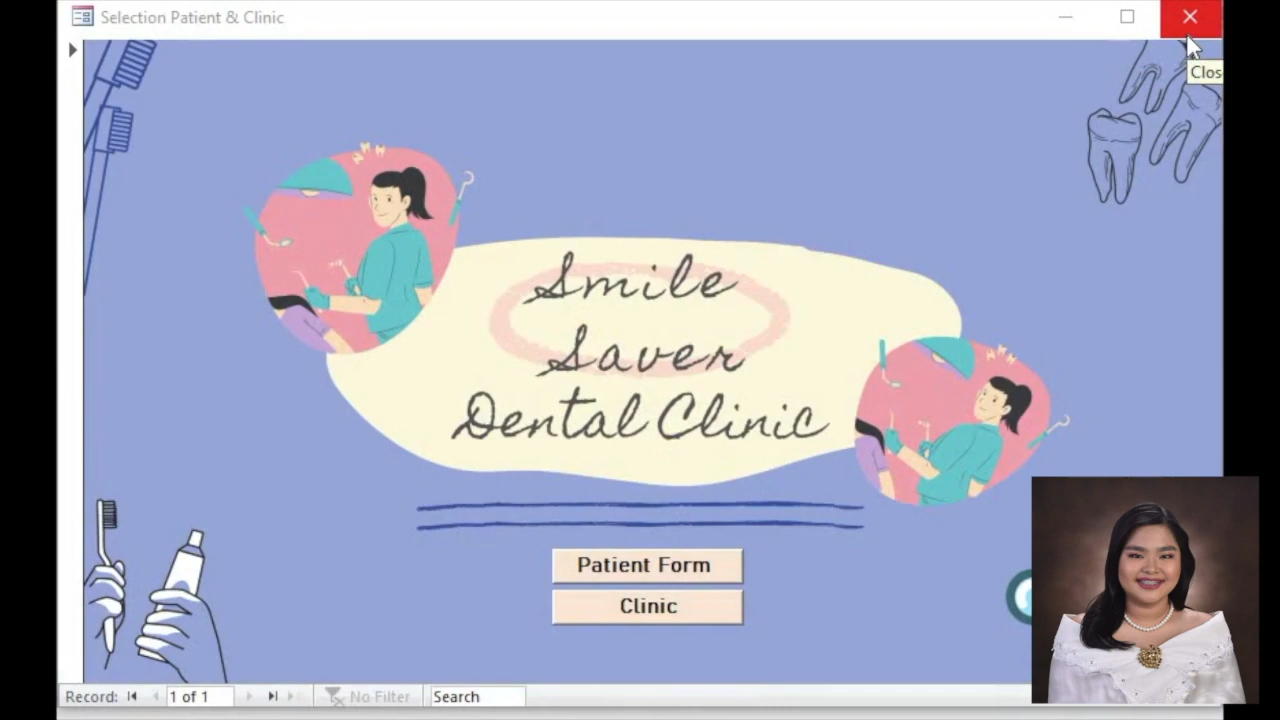 Selection Patient & Clinic
Clos
Smile
Saver
Dental Clinic
Patient Form
Clinic
Record: 1 of 1 No Filter Search